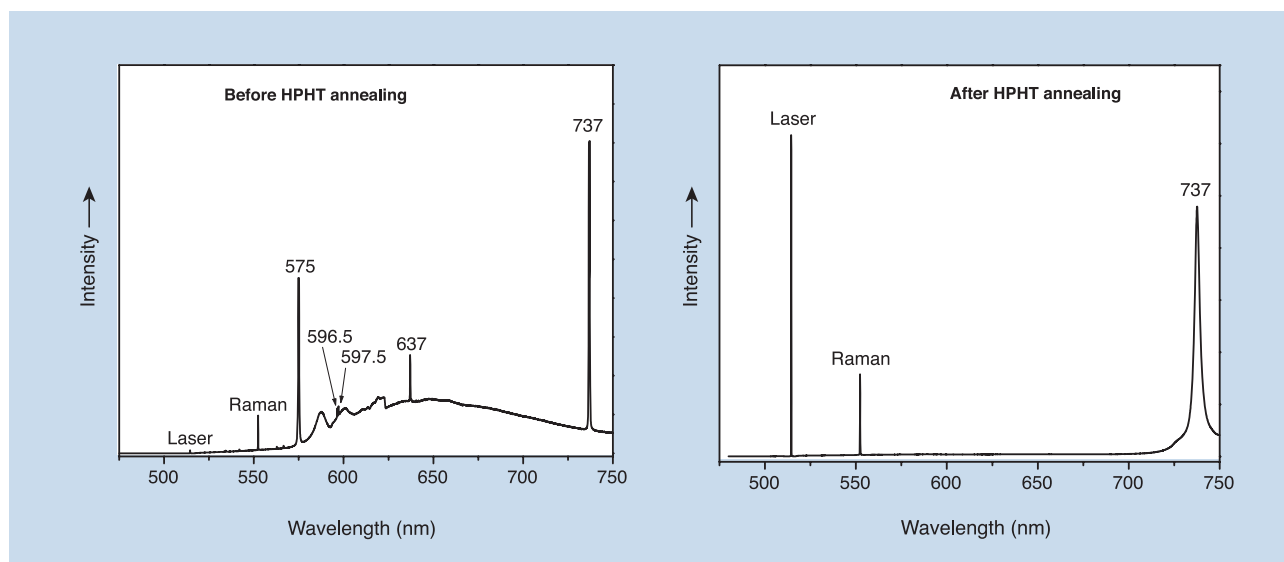 Before HPHT annealing
737
575
596.5
597.5
637
Raman
Laser
Intensity
500 550 600 650 700 750
Wavelength (nm)
After HPHT annealing
Laser
737
Raman
Intensity
500 550 600 650 700 750
Wavelength (nm)